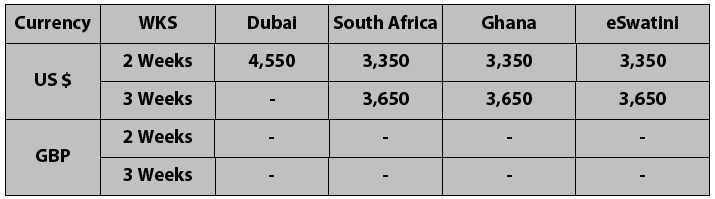 Currency WKS Dubai South Africa Ghana eSwatini
US $ 2 Weeks 4,550 3,350 3,350 3,350
3 Weeks - 3,650 3,650 3,650
GBP 2 Weeks - - - -
3 Weeks - - - -